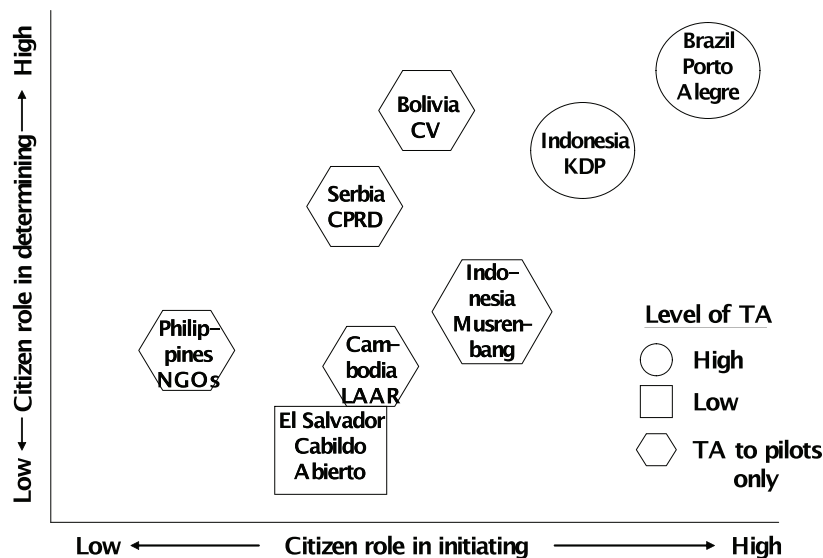 Brazil
Porto
Alegre
Bolivia
CV
Indonesia
KDP
Serbia
CPRD
Indo–
nesia
Musren–
bang
Philip–
pines
NGOs
Cam–
bodia
LAAR
El Salvador
Cabildo
Abierto
Level of TA
High
Low
TA to pilots
only
Low Citizen role in determining High
Low Citizen role in initiating High